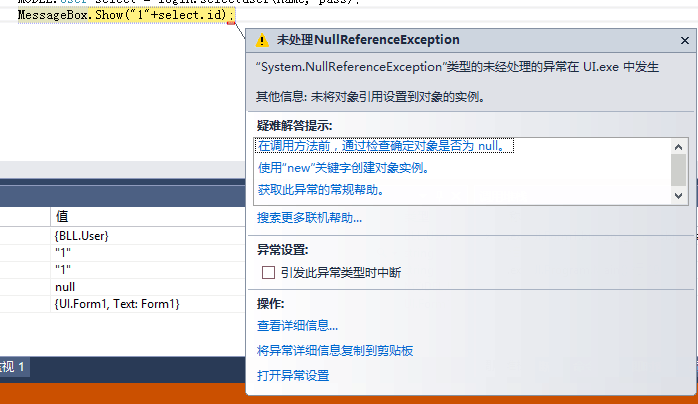 MODEL.User select = login.selectuser(name, pass);
MessageBox.Show("1"+select.id);
未处理NullReferenceException
“System.NullReferenceException”类型的未经处理的异常在 UI.exe 中发生
其他信息: 未将对象引用设置到对象的实例。
疑难解答提示:
在调用方法前，通过检查确定对象是否为 null。
使用“new”关键字创建对象实例。
获取此异常的常规帮助。
搜索更多联机帮助...
异常设置:
引发此异常类型时中断
操作:
查看详细信息...
将异常详细信息复制到剪贴板
打开异常设置
值
{BLL.User}
"1"
"1"
null
{UI.Form1, Text: Form1}
视 1